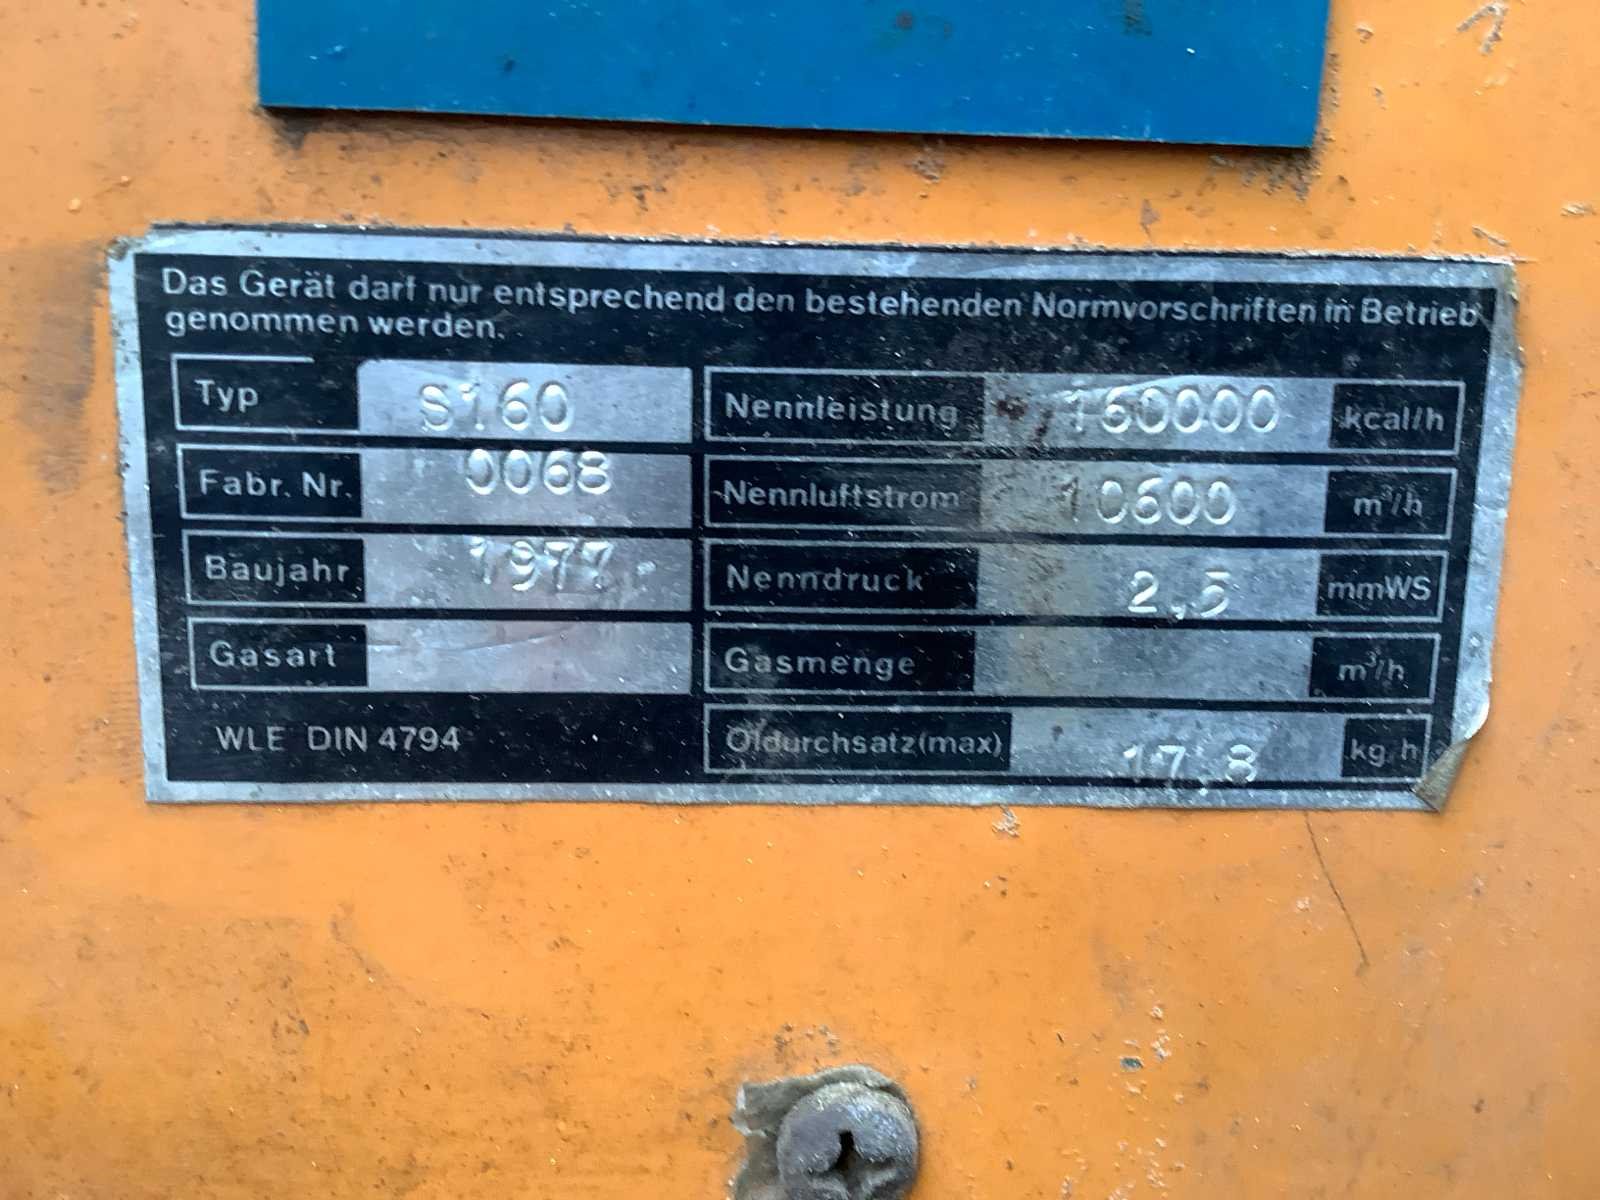 Das Gerät darf nur entsprechend den bestehenden Normvorschriften in Betrieb
genommen werden.
Typ S160
Fabr. Nr. 0068
Baujahr 1977
Gasart
WLE DIN 4794
Nennleistung 160000 kcal/h
Nennluftstrom 10600 m³/h
Nenndruck 2,5 mmWS
Gasmenge m³/h
Öldurchsatz(max) 17,8 kg/h